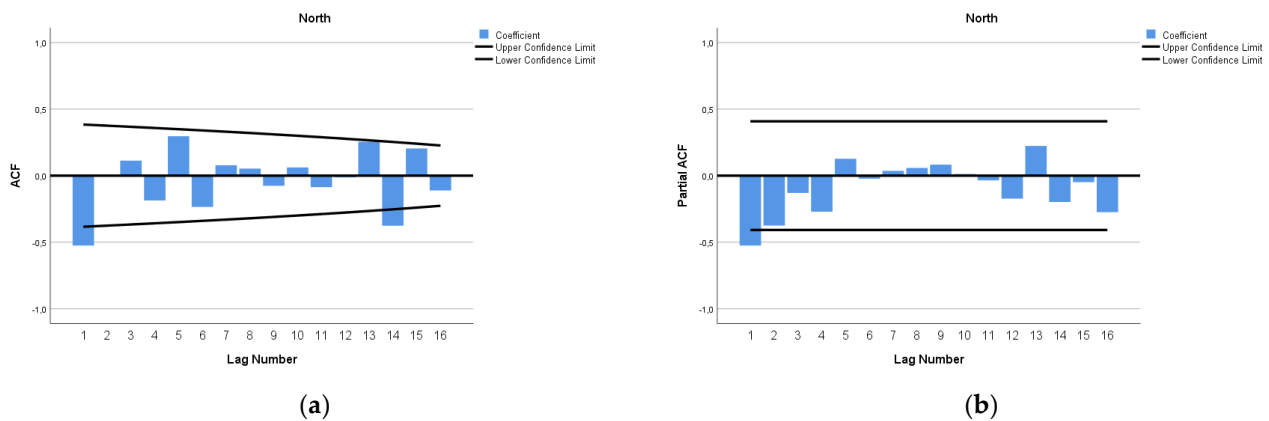 North
Coefficient
Upper Confidence Limit
Lower Confidence Limit
1,0
0,5
0,0
-0,5
-1,0
ACF
1 2 3 4 5 6 7 8 9 10 11 12 13 14 15 16
Lag Number
(a)
North
Coefficient
Upper Confidence Limit
Lower Confidence Limit
1,0
0,5
0,0
-0,5
-1,0
Partial ACF
1 2 3 4 5 6 7 8 9 10 11 12 13 14 15 16
Lag Number
(b)